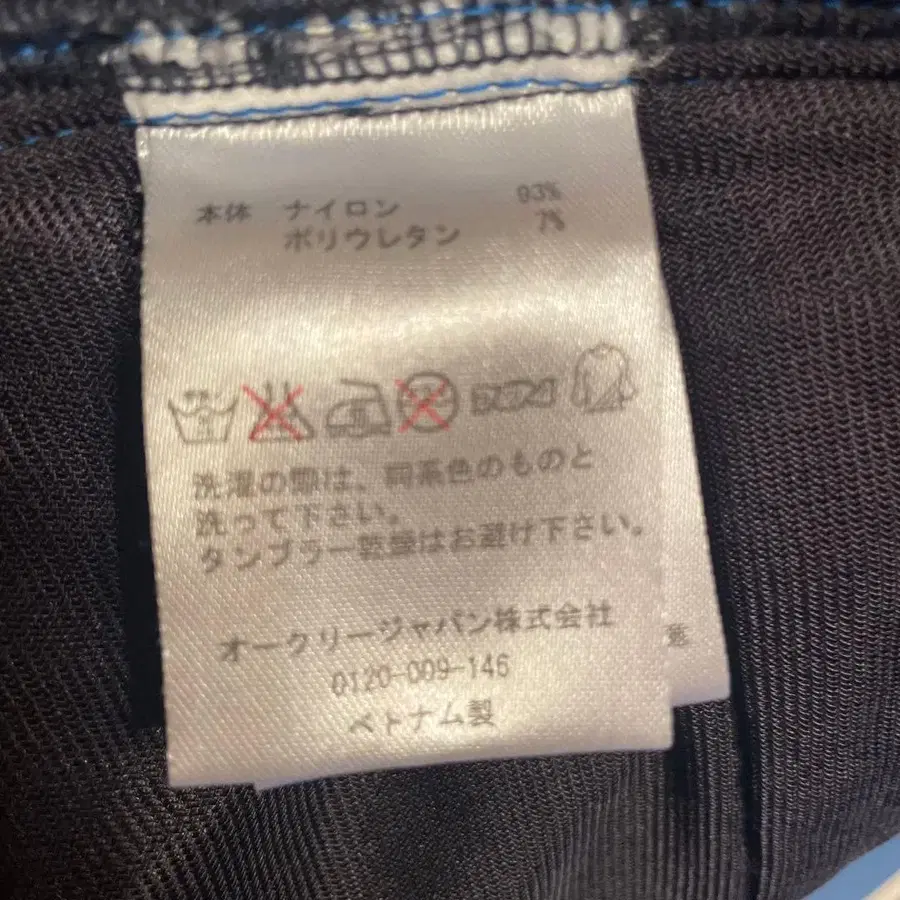 本体 ナイロン 93%
ポリウレタン 7%
洗濯の際は、同系色のものと
洗って下さい。
タンブラー乾燥はお避け下さい。
オークリージャパン株式会社
0120-009-146
ベトナム製